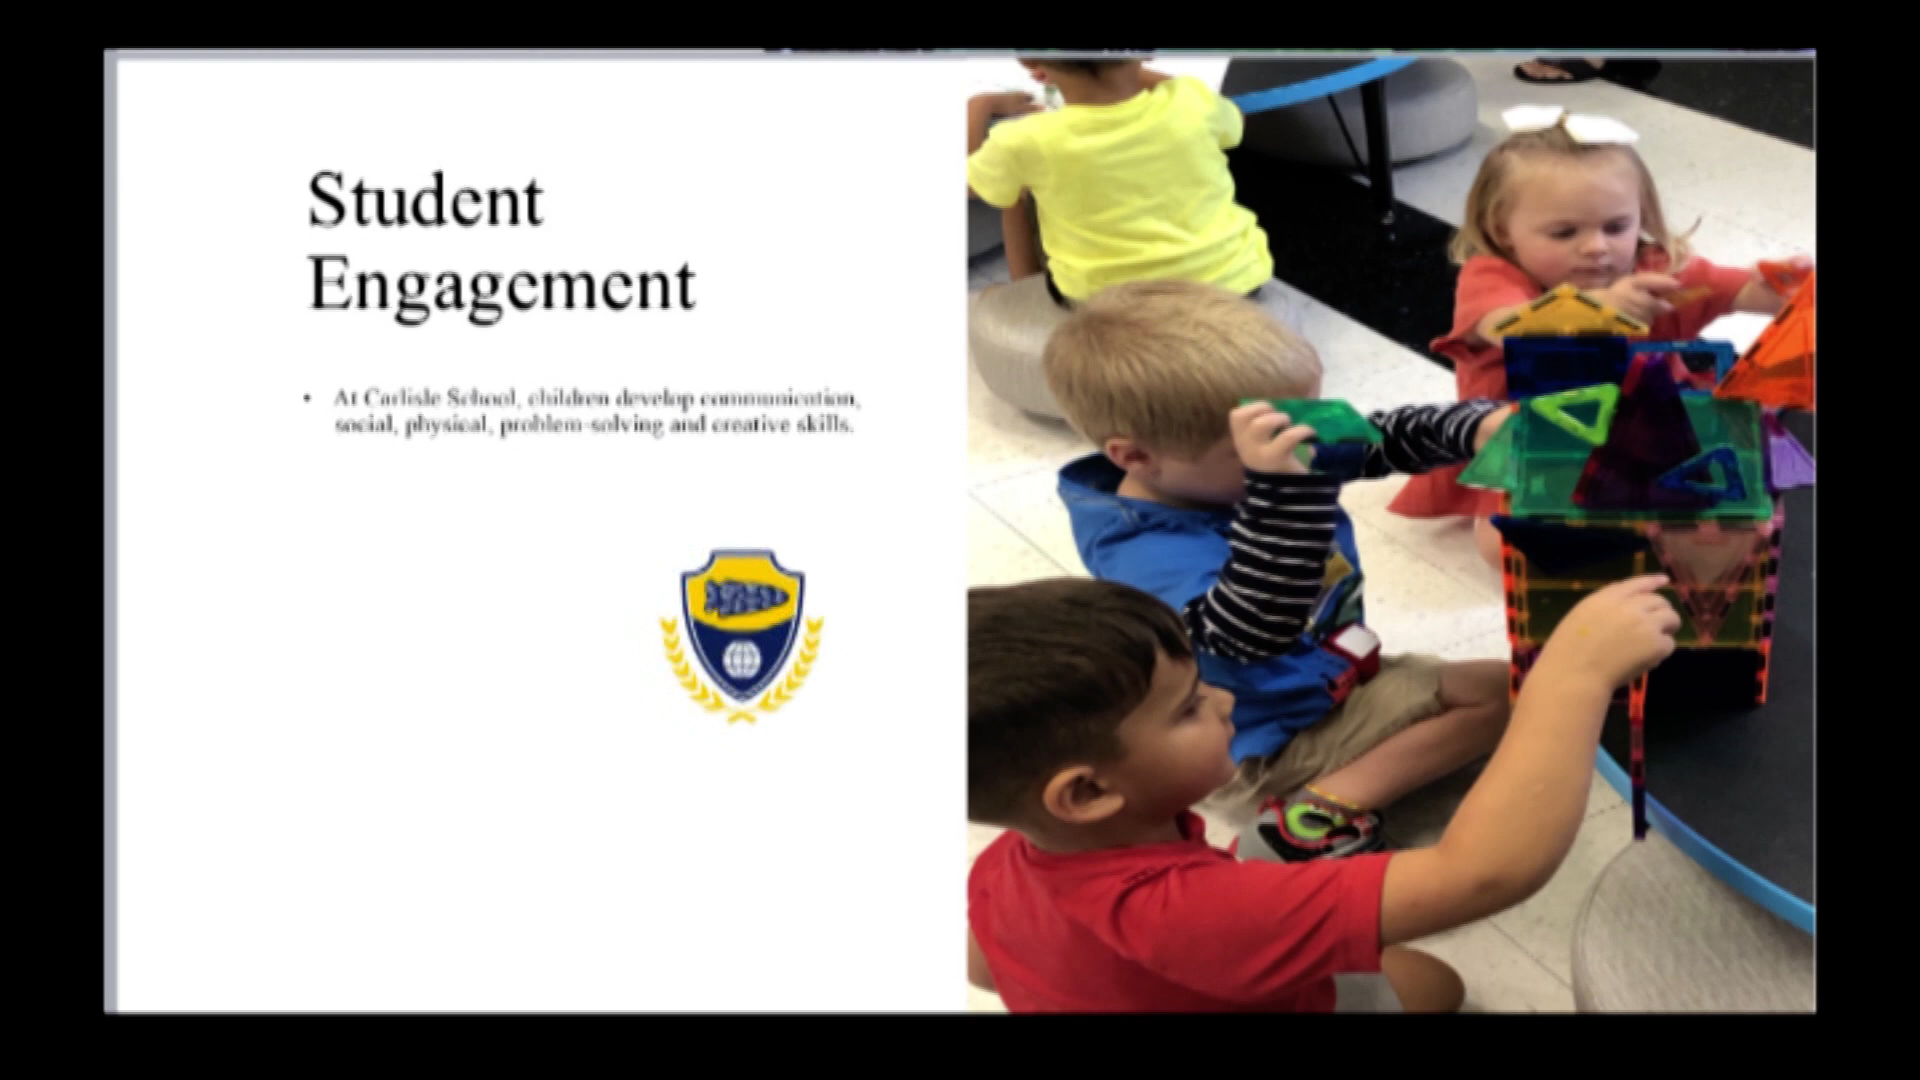 Student
Engagement
• At Carlisle School, children develop communication,
social, physical, problem-solving and creative skills.